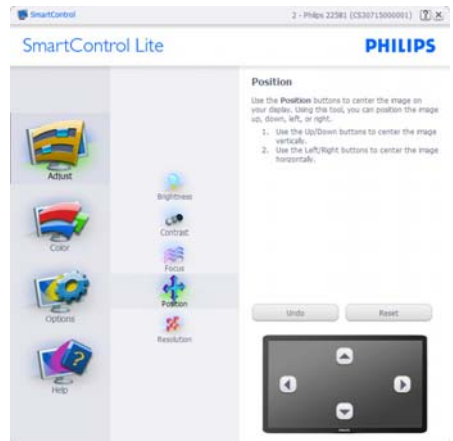 SmartControl
2 - Philips 225B1 (CS30715000001)
SmartControl Lite
PHILIPS
Adjust
Color
Options
Help
Brightness
Contrast
Focus
Position
Resolution
Position
Use the Position buttons to center the image on
your display. Using this tool, you can position the image
up, down, left, or right.
1. Use the Up/Down buttons to center the image
vertically.
2. Use the Left/Right buttons to center the image
horizontally.
Undo
Reset